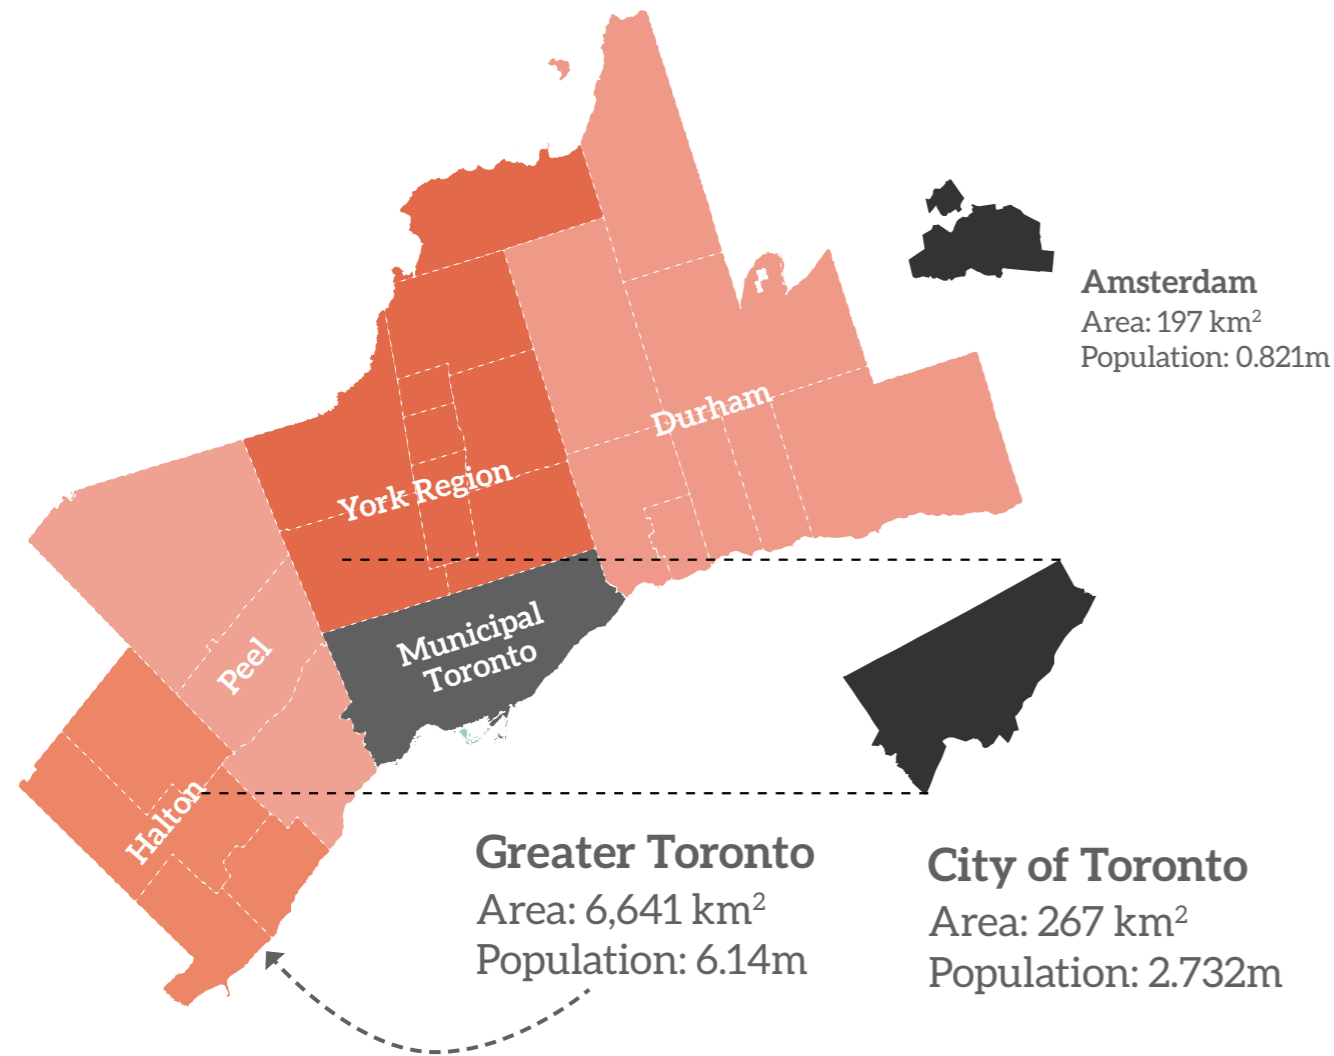 Amsterdam
Area: 197 km²
Population: 0.821m
Durham
York Region
Municipal
Toronto
Peel
Halton
Greater Toronto
Area: 6,641 km²
Population: 6.14m
City of Toronto
Area: 267 km²
Population: 2.732m